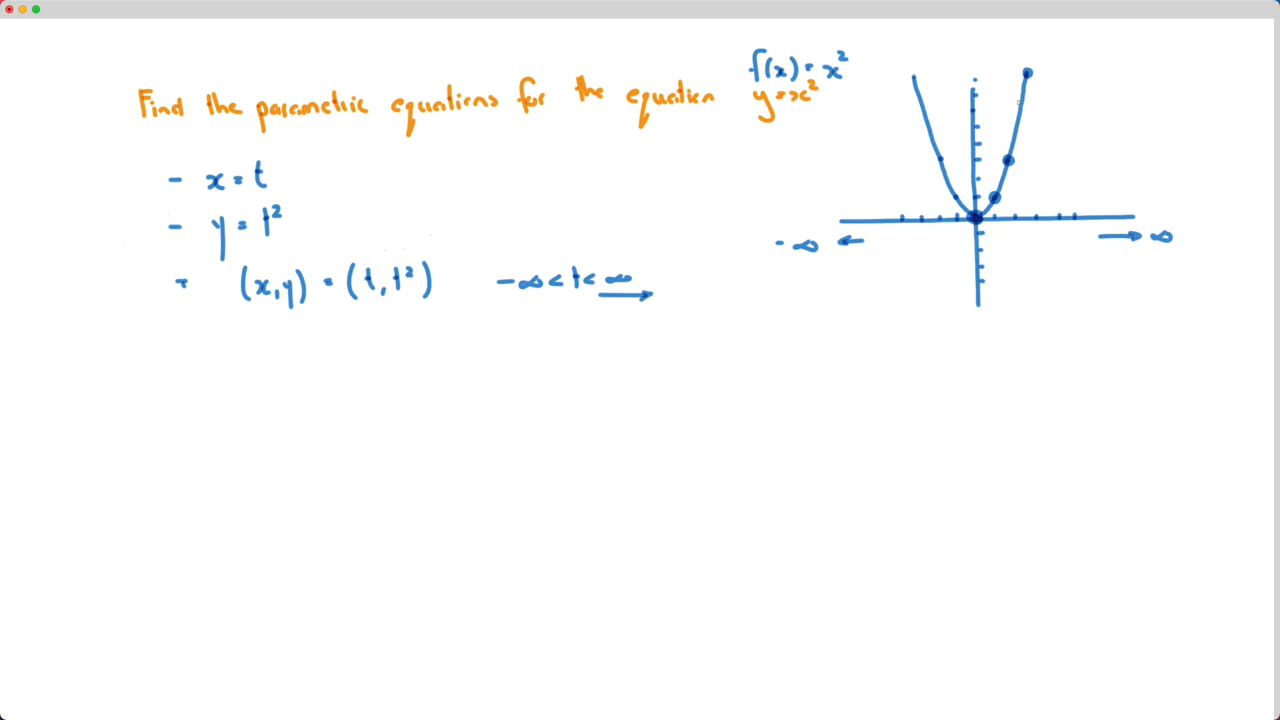 f(x) = x²
Find the parametric equations for the equation y = x²
- x = t
- y = t²
= (x, y) = (t, t²) -∞ < t < ∞
-∞ ← → ∞